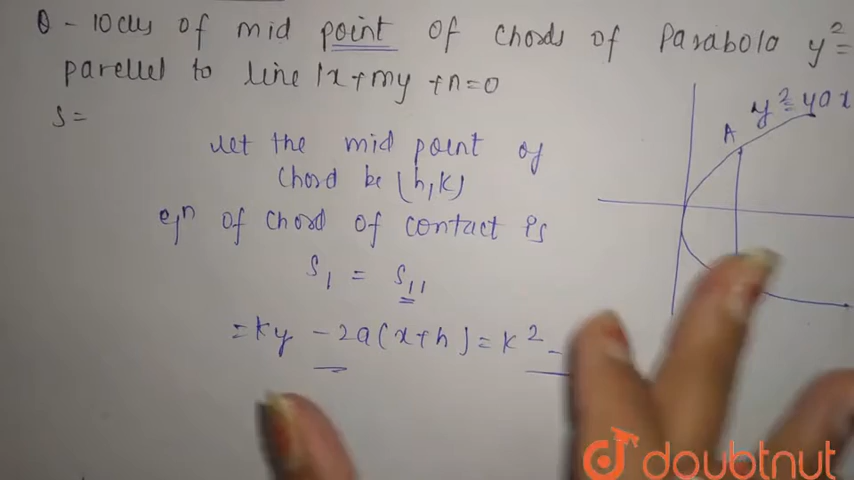 Q - locus of mid point of chords of Parabola y²=
parellel to line lx+my+n=0
S=
y²=4ax
A
let the mid point of
chord be (h,k)
eqn of chord of contact is
S₁ = S₁₁
=ky -2a(x+h)=k²-
doubtnut